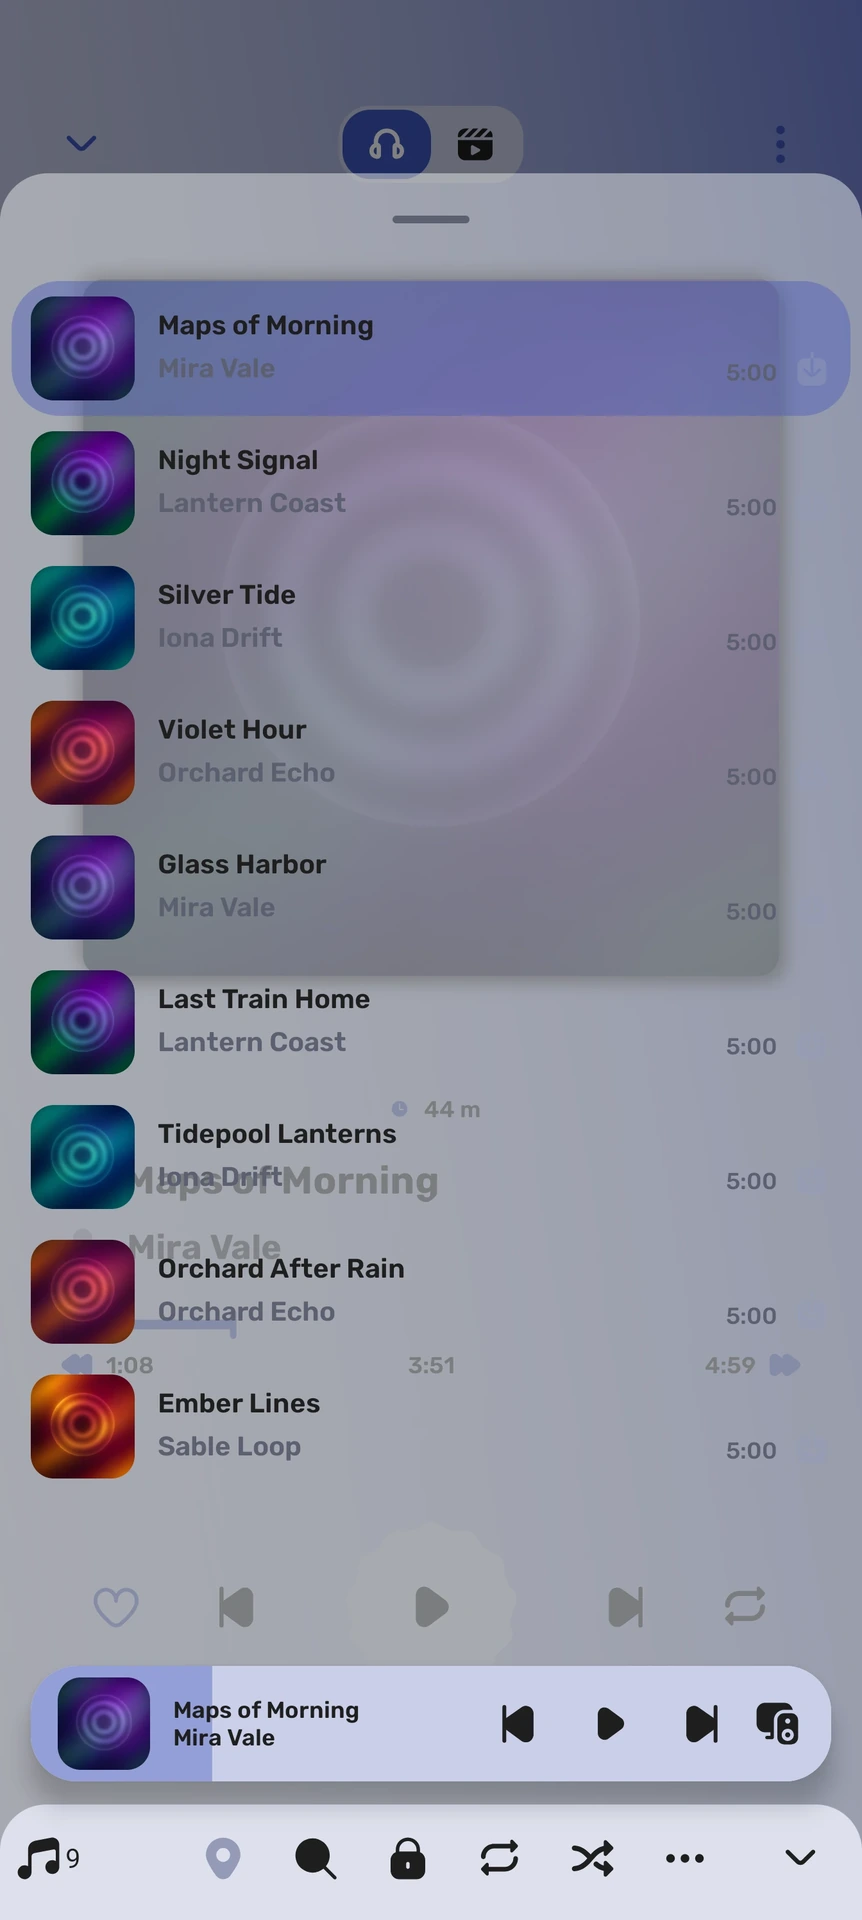 Maps of Morning
Mira Vale
5:00
Night Signal
Lantern Coast
5:00
Silver Tide
Iona Drift
5:00
Violet Hour
Orchard Echo
5:00
Glass Harbor
Mira Vale
5:00
Last Train Home
Lantern Coast
5:00
44 m
Tidepool Lanterns
Iona Drift
5:00
Maps of Morning
Mira Vale
Orchard After Rain
Orchard Echo
5:00
1:08 3:51 4:59
Ember Lines
Sable Loop
5:00
Maps of Morning
Mira Vale
9